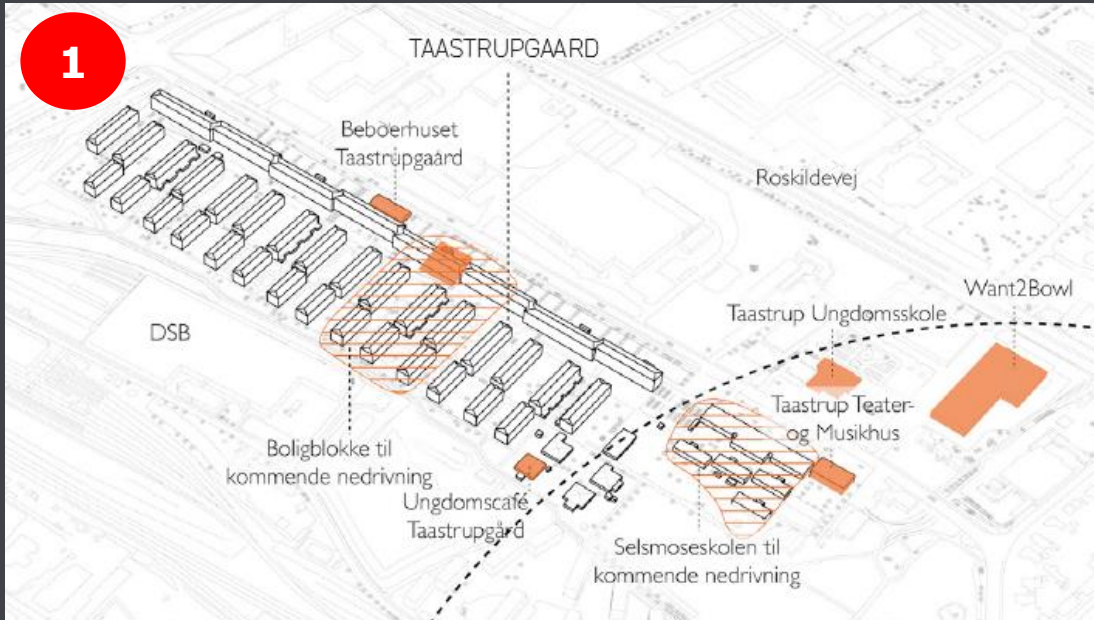 1
TAASTRUPGAARD
Beboerhuset
Taastrupgaard
Roskildevej
Want2Bowl
Taastrup Ungdomsskole
DSB
Taastrup Teater-
og Musikhus
Boligblokke til
kommende nedrivning
Ungdomscafé
Taastrupgård
Selsmoseskolen til
kommende nedrivning